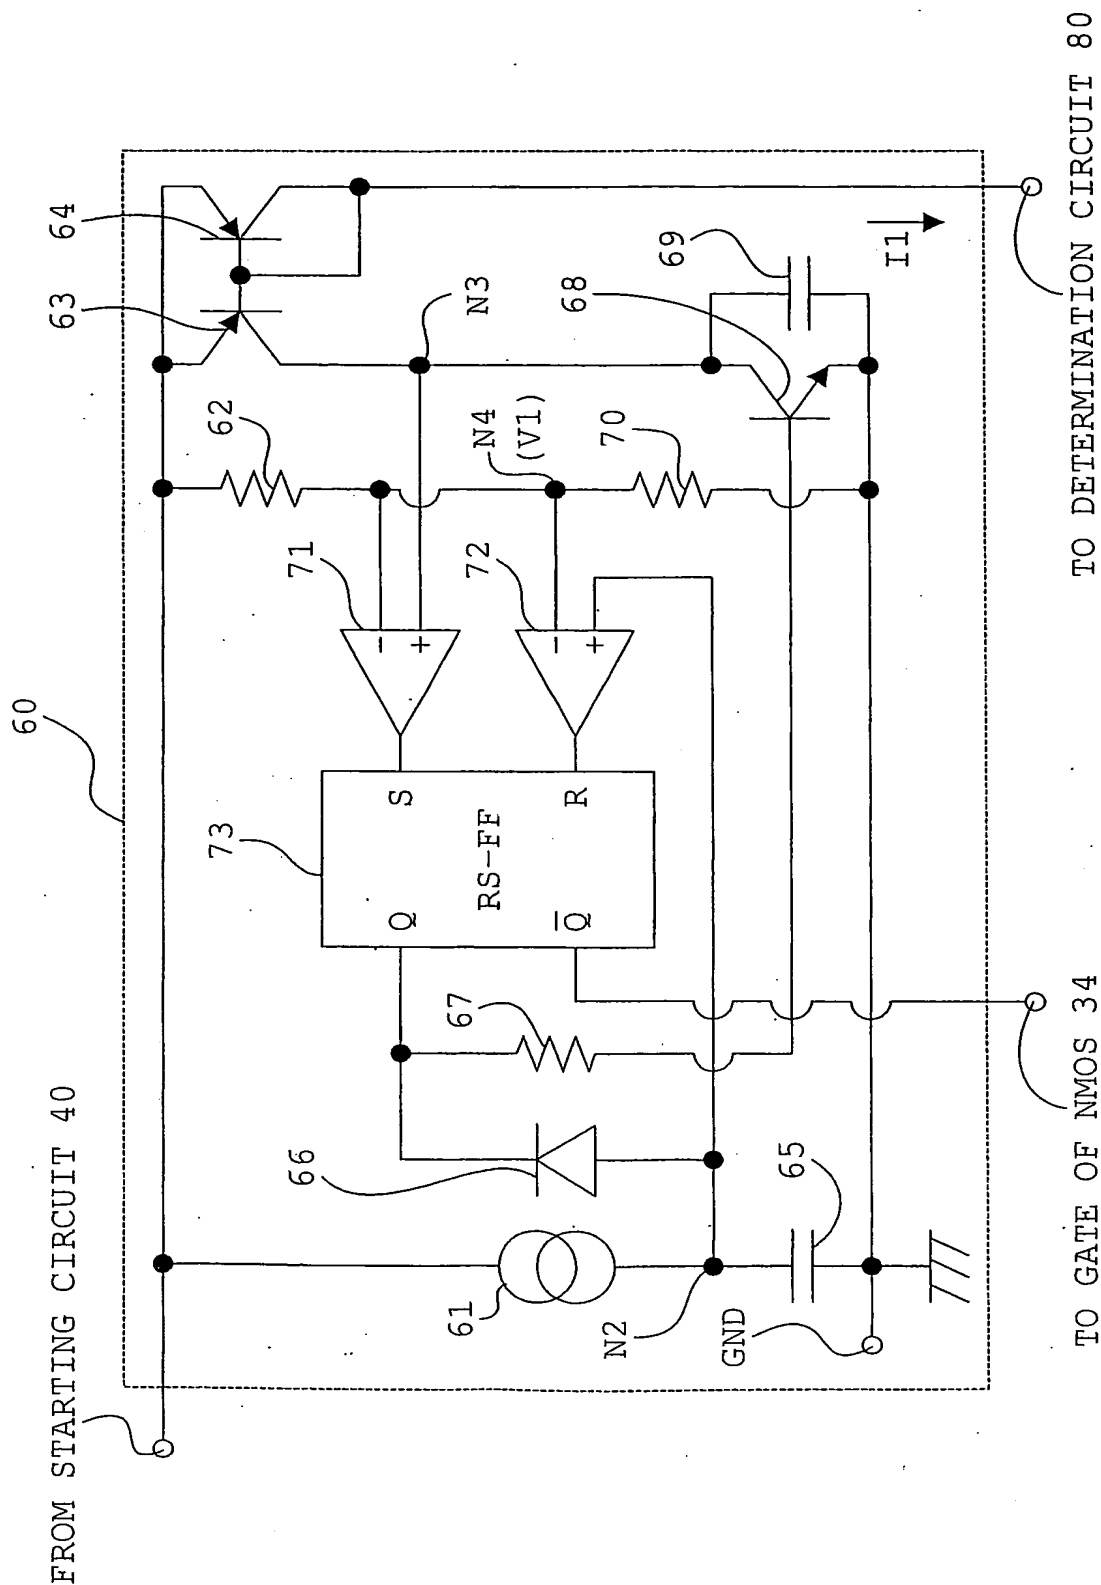 FROM STARTING CIRCUIT 40
60
63
64
62
71
73
N3
N4
(V1)
72
S
Q
RS-FF
R
Q̅
-
+
-
+
66
67
70
68
69
61
N2
65
GND
I1
TO GATE OF NMOS 34
TO DETERMINATION CIRCUIT 80